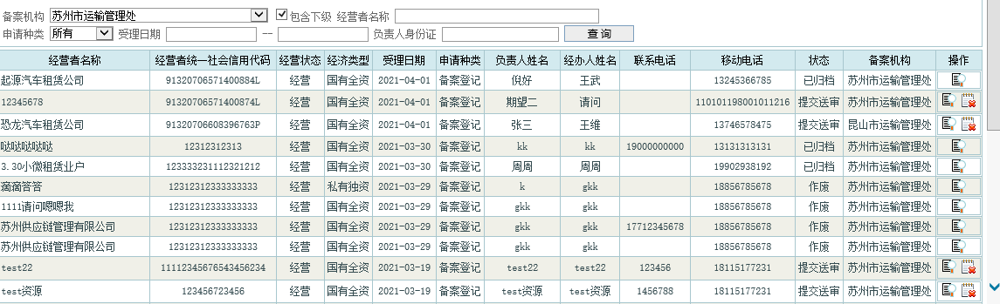 备案机构 苏州市运输管理处 包含下级 经营者名称
申请种类 所有 受理日期 -- 负责人身份证 查 询
经营者名称 经营者统一社会信用代码 经营状态 经济类型 受理日期 申请种类 负责人姓名 经办人姓名 联系电话 移动电话 状态 备案机构 操作
起源汽车租赁公司 91320706571400884L 经营 国有全资 2021-04-01 备案登记 倪好 王武 13245366785 已归档 苏州市运输管理处
12345678 91320706571400874L 经营 国有全资 2021-04-01 备案登记 期望二 请问 110101198001011216 提交送审 苏州市运输管理处
恐龙汽车租赁公司 91320706608396763P 经营 国有全资 2021-04-01 备案登记 张三 王维 13746578475 提交送审 昆山市运输管理处
哒哒哒哒哒 12312312313 经营 国有全资 2021-03-30 备案登记 kk kk 19000000000 13131313131 已归档 苏州市运输管理处
3.30小微租赁业户 123333231112321212 经营 国有全资 2021-03-30 备案登记 周周 周周 19902938192 已归档 苏州市运输管理处
滴滴答答 12312312333333333 经营 私有独资 2021-03-29 备案登记 k gkk 18856785678 作废 苏州市运输管理处
1111请问嗯嗯我 12312312333333333 经营 国有全资 2021-03-29 备案登记 gkk gkk 18856785678 作废 苏州市运输管理处
苏州供应链管理有限公司 12312312333333333 经营 国有全资 2021-03-29 备案登记 gkk gkk 17712345678 18856785678 作废 苏州市运输管理处
苏州供应链管理有限公司 12312312333333333 经营 国有全资 2021-03-29 备案登记 gkk gkk 18856785678 作废 苏州市运输管理处
test22 11112345676543456234 经营 国有全资 2021-03-19 备案登记 test22 test22 123456 18115177231 提交送审 苏州市运输管理处
test资源 123456723456 经营 国有全资 2021-03-19 备案登记 test资源 test资源 1456788 18115177231 提交送审 苏州市运输管理处